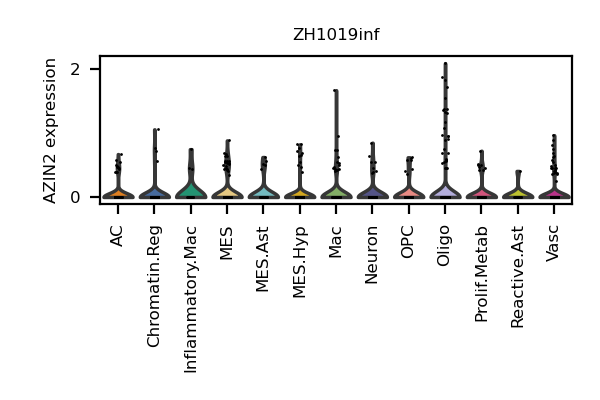 ZH1019inf
AZIN2 expression
2
0
AC
Chromatin.Reg
Inflammatory.Mac
MES
MES.Ast
MES.Hyp
Mac
Neuron
OPC
Oligo
Prolif.Metab
Reactive.Ast
Vasc